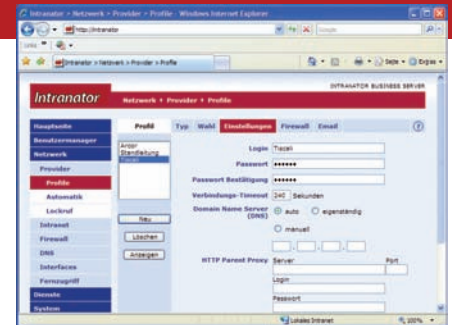 Intranator > Netzwerk > Provider > Profile - Windows Internet Explorer
http://intranator
Google
Links
Intranator > Netzwerk > Provider > Profile
Seite
Extras
INTRANATOR BUSINESS SERVER
Intranator
Netzwerk > Provider > Profile
Hauptseite
Benutzermanager
Netzwerk
Provider
Profile
Automatik
Lockruf
Intranet
Firewall
DNS
Interfaces
Fernzugriff
Dienste
System
Profil
Arcor
Standleitung
Tiscali
Neu
Löschen
Anzeigen
Typ Wahl Einstellungen Firewall Email
Login Tiscali
Passwort ••••••
Passwort Bestätigung ••••••
Verbindungs-Timeout 240 Sekunden
Domain Name Server (DNS)
auto eigenständig
manuell
HTTP Parent Proxy Server Port
Login
Passwort
Lokales Intranet
100%